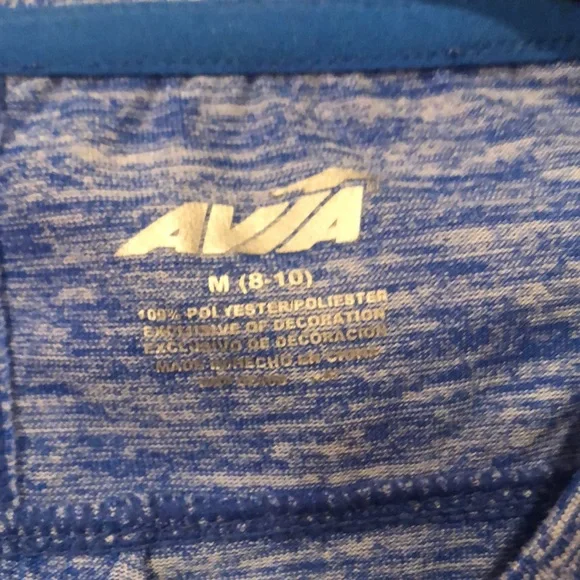 AVIA
M (8-10)
100% POLYESTER/POLIESTER
EXCLUSIVE OF DECORATION
EXCLUSIVO DE DECORACION
MADE IN/HECHO EN CHINA